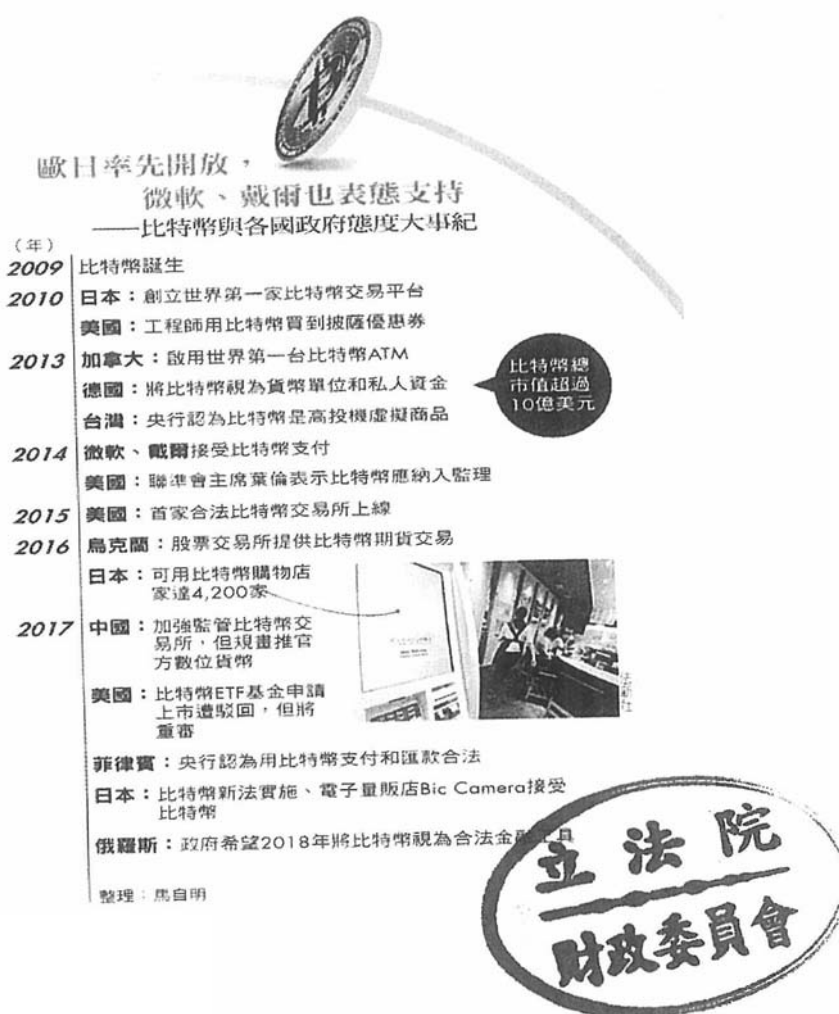 歐日率先開放，
微軟、戴爾也表態支持
——比特幣與各國政府態度大事紀
（年）
2009 比特幣誕生
2010 日本：創立世界第一家比特幣交易平台
美國：工程師用比特幣買到披薩優惠券
2013 加拿大：啟用世界第一台比特幣ATM
德國：將比特幣視為貨幣單位和私人資金
台灣：央行認為比特幣是高投機虛擬商品
比特幣總
市值超過
10億美元
2014 微軟、戴爾接受比特幣支付
美國：聯準會主席葉倫表示比特幣應納入監理
2015 美國：首家合法比特幣交易所上線
2016 烏克蘭：股票交易所提供比特幣期貨交易
日本：可用比特幣購物店
家達4,200家
2017 中國：加強監管比特幣交
易所，但規畫推官
方數位貨幣
美國：比特幣ETF基金申請
上市遭駁回，但將
重審
法新社
菲律賓：央行認為用比特幣支付和匯款合法
日本：比特幣新法實施、電子量販店Bic Camera接受
比特幣
俄羅斯：政府希望2018年將比特幣視為合法金融工具
整理：馬自明
立法院
財政委員會